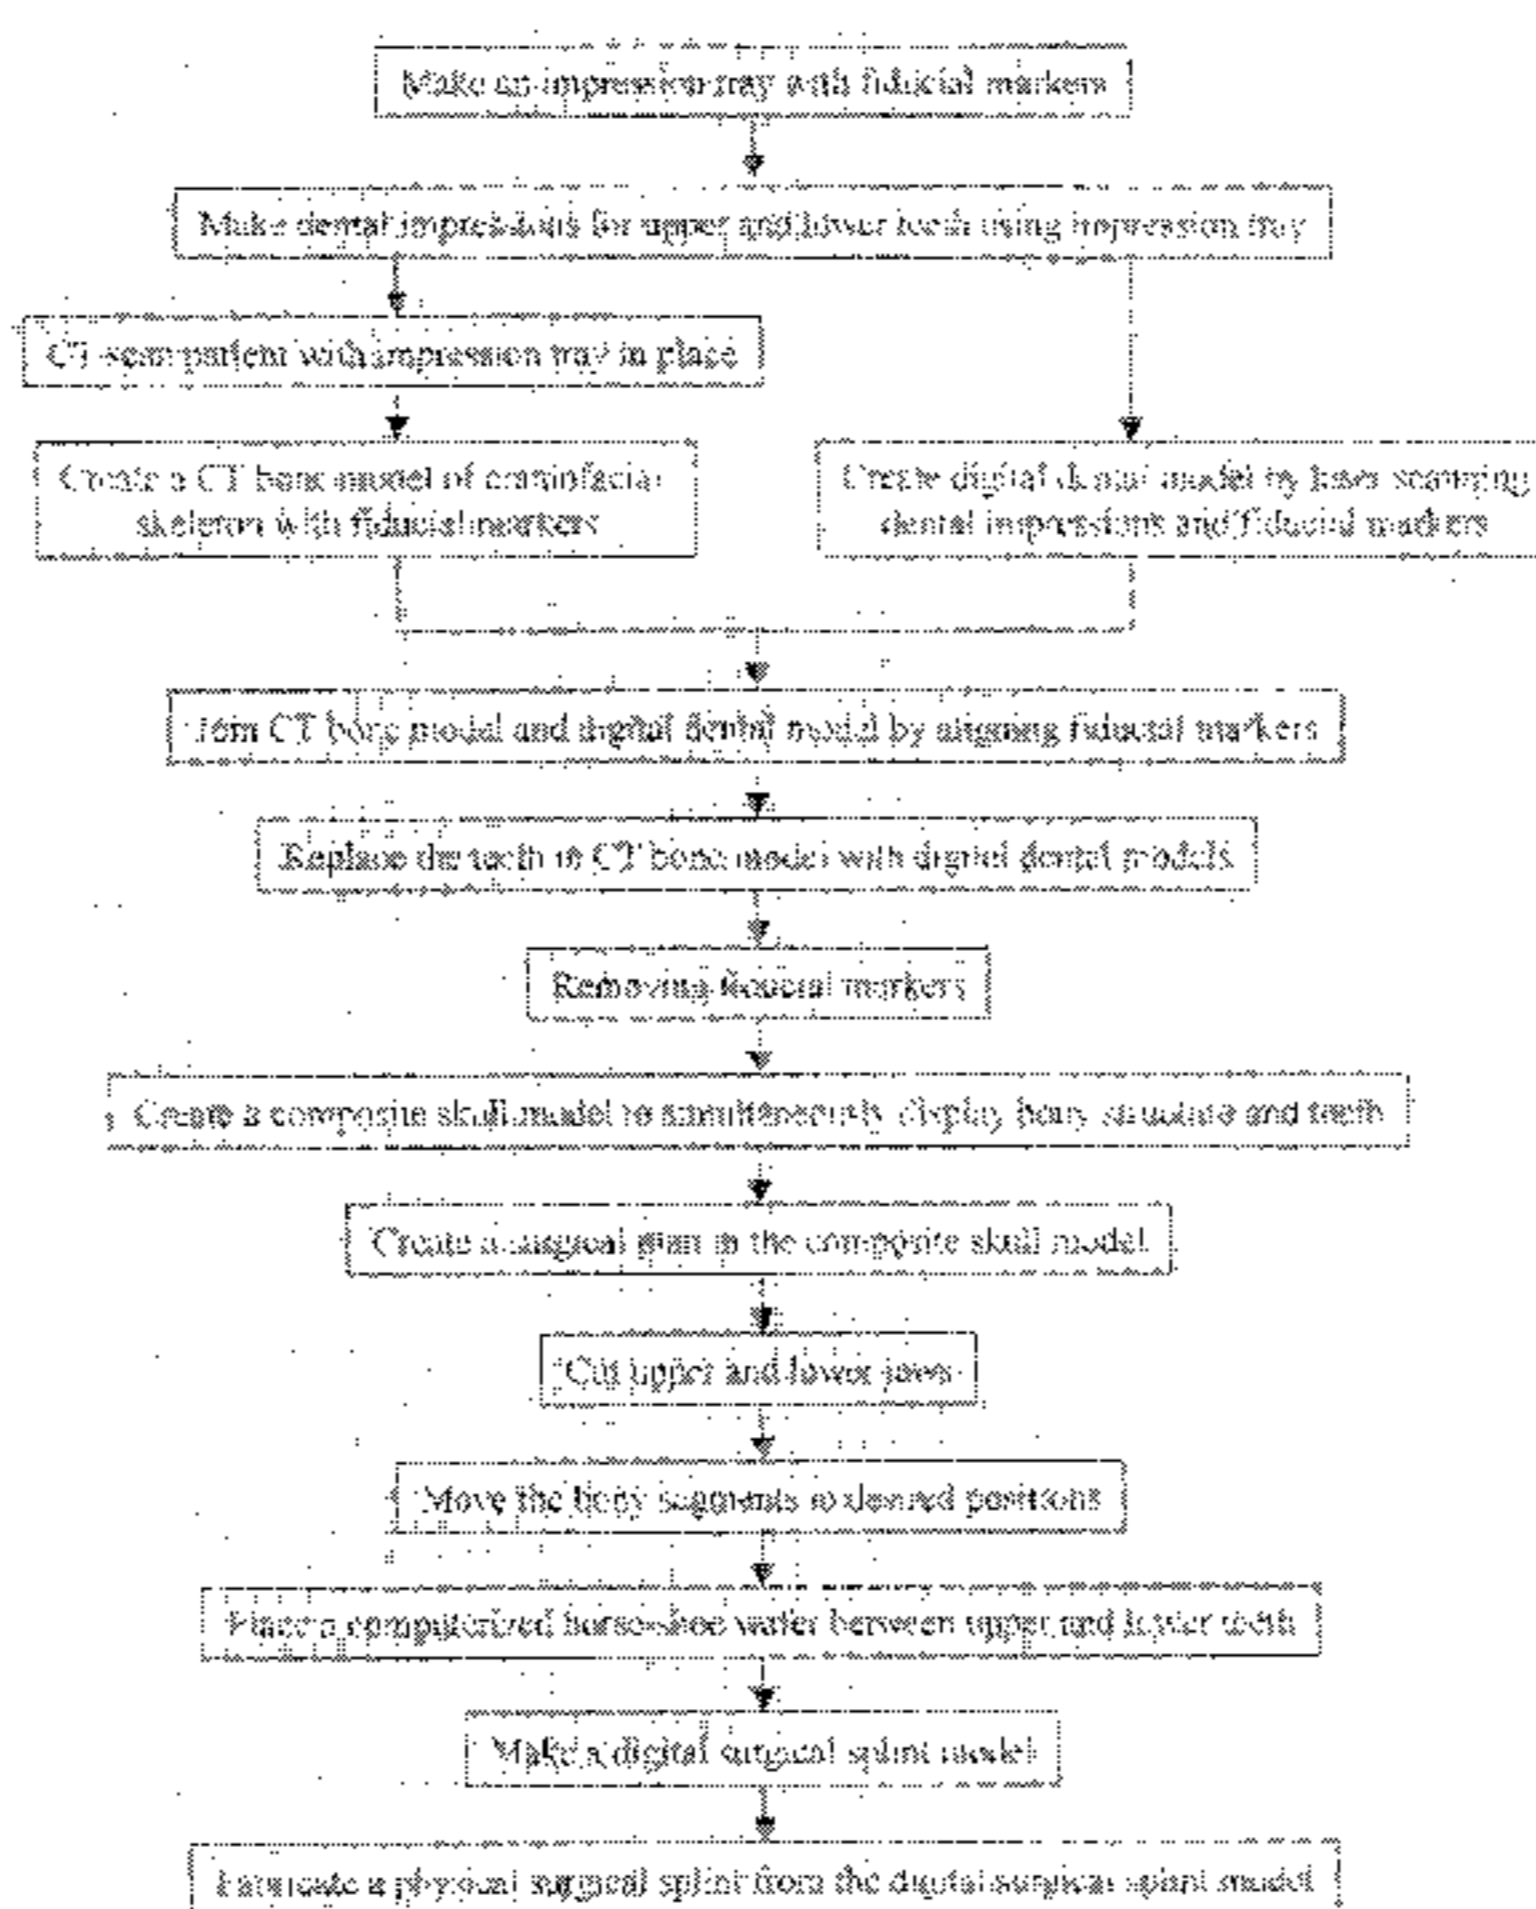 Make an impression tray with fiducial markers
Make dental impressions for upper and lower teeth using impression tray
CT scan patient with impression tray in place
Create a CT bone model of craniofacial
skeleton with fiducial markers
Create digital dental model by laser scanning
dental impressions and fiducial markers
Join CT bone model and digital dental model by aligning fiducial markers
Replace the teeth in CT bone model with digital dental models
Removing fiducial markers
Create a composite skull model to simultaneously display bony structure and teeth
Create a surgical plan in the composite skull model
Cut upper and lower jaws
Move the bony segments to desired positions
Place a computerized horse-shoe wafer between upper and lower teeth
Make a digital surgical splint model
Fabricate a physical surgical splint from the digital surgical splint model